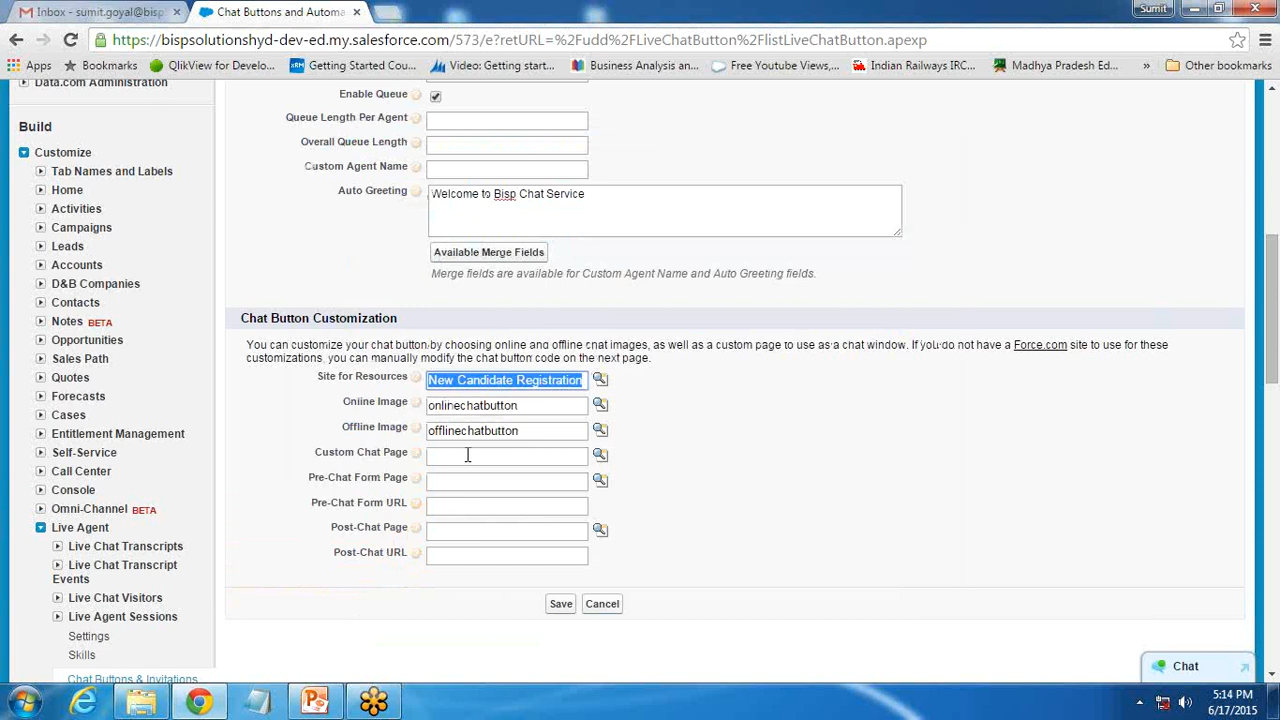 Inbox - sumit.goyal@bisp
Chat Buttons and Automa
Sumit
https://bispsolutionshyd-dev-ed.my.salesforce.com/573/e?retURL=%2Fudd%2FLiveChatButton%2FlistLiveChatButton.apexp
Apps
Bookmarks
QlikView for Develo...
Getting Started Cou...
Video: Getting start...
Business Analysis an...
Free Youtube Views,...
Indian Railways IRC...
Madhya Pradesh Ed...
»
Other bookmarks
Data.com Administration
Build
Customize
Tab Names and Labels
Home
Activities
Campaigns
Leads
Accounts
D&B Companies
Contacts
Notes BETA
Opportunities
Sales Path
Quotes
Forecasts
Cases
Entitlement Management
Self-Service
Call Center
Console
Omni-Channel BETA
Live Agent
Live Chat Transcripts
Live Chat Transcript
Events
Live Chat Visitors
Live Agent Sessions
Settings
Skills
Chat Buttons & Invitations
Enable Queue
Queue Length Per Agent
Overall Queue Length
Custom Agent Name
Auto Greeting Welcome to Bisp Chat Service
Available Merge Fields
Merge fields are available for Custom Agent Name and Auto Greeting fields.
Chat Button Customization
You can customize your chat button by choosing online and offline chat images, as well as a custom page to use as a chat window. If you do not have a Force.com site to use for these
customizations, you can manually modify the chat button code on the next page.
Site for Resources New Candidate Registration
Online Image onlinechatbutton
Offline Image offlinechatbutton
Custom Chat Page
Pre-Chat Form Page
Pre-Chat Form URL
Post-Chat Page
Post-Chat URL
Save Cancel
Chat
5:14 PM
6/17/2015